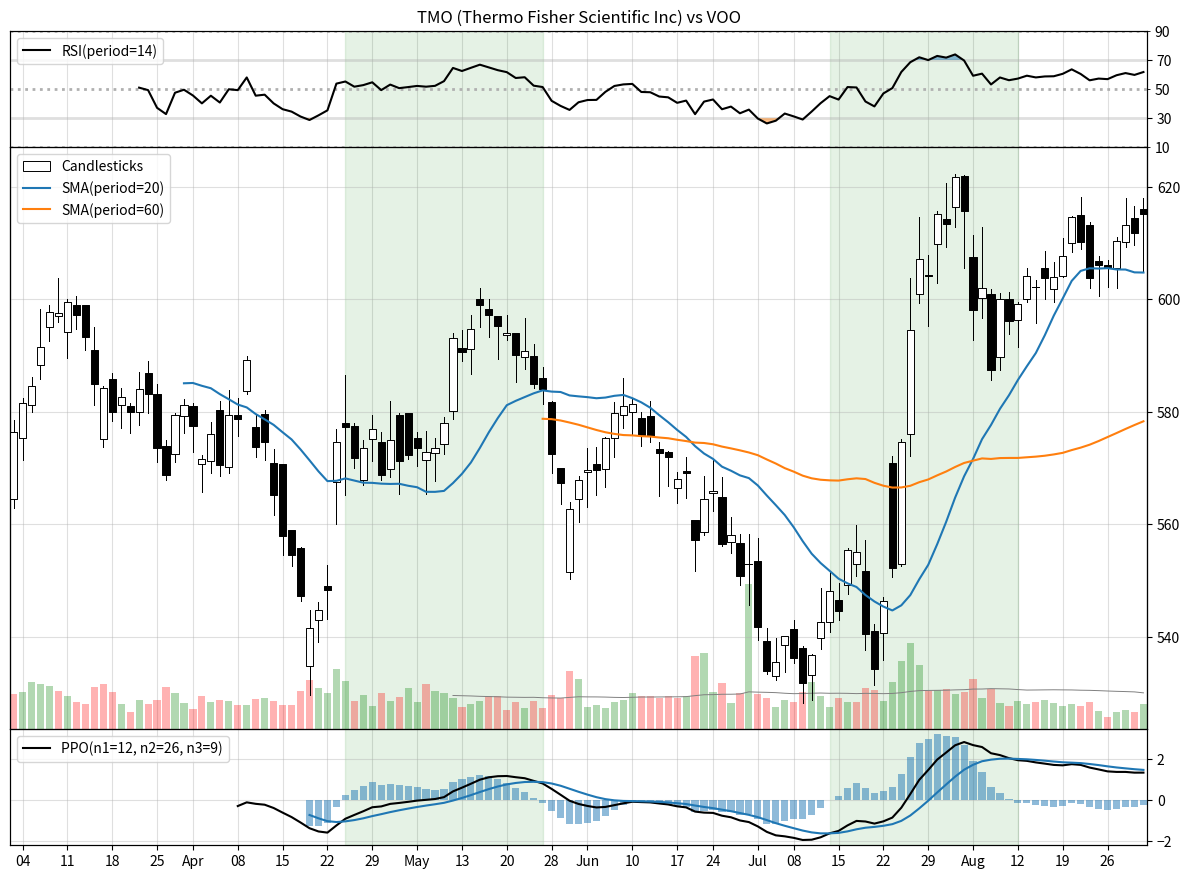 TMO (Thermo Fisher Scientific Inc) vs VOO
RSI(period=14)
90
70
50
30
10
Candlesticks
SMA(period=20)
SMA(period=60)
620
600
580
560
540
PPO(n1=12, n2=26, n3=9)
2
0
−2
04 11 18 25 Apr 08 15 22 29 May 13 20 28 Jun 10 17 24 Jul 08 15 22 29 Aug 12 19 26